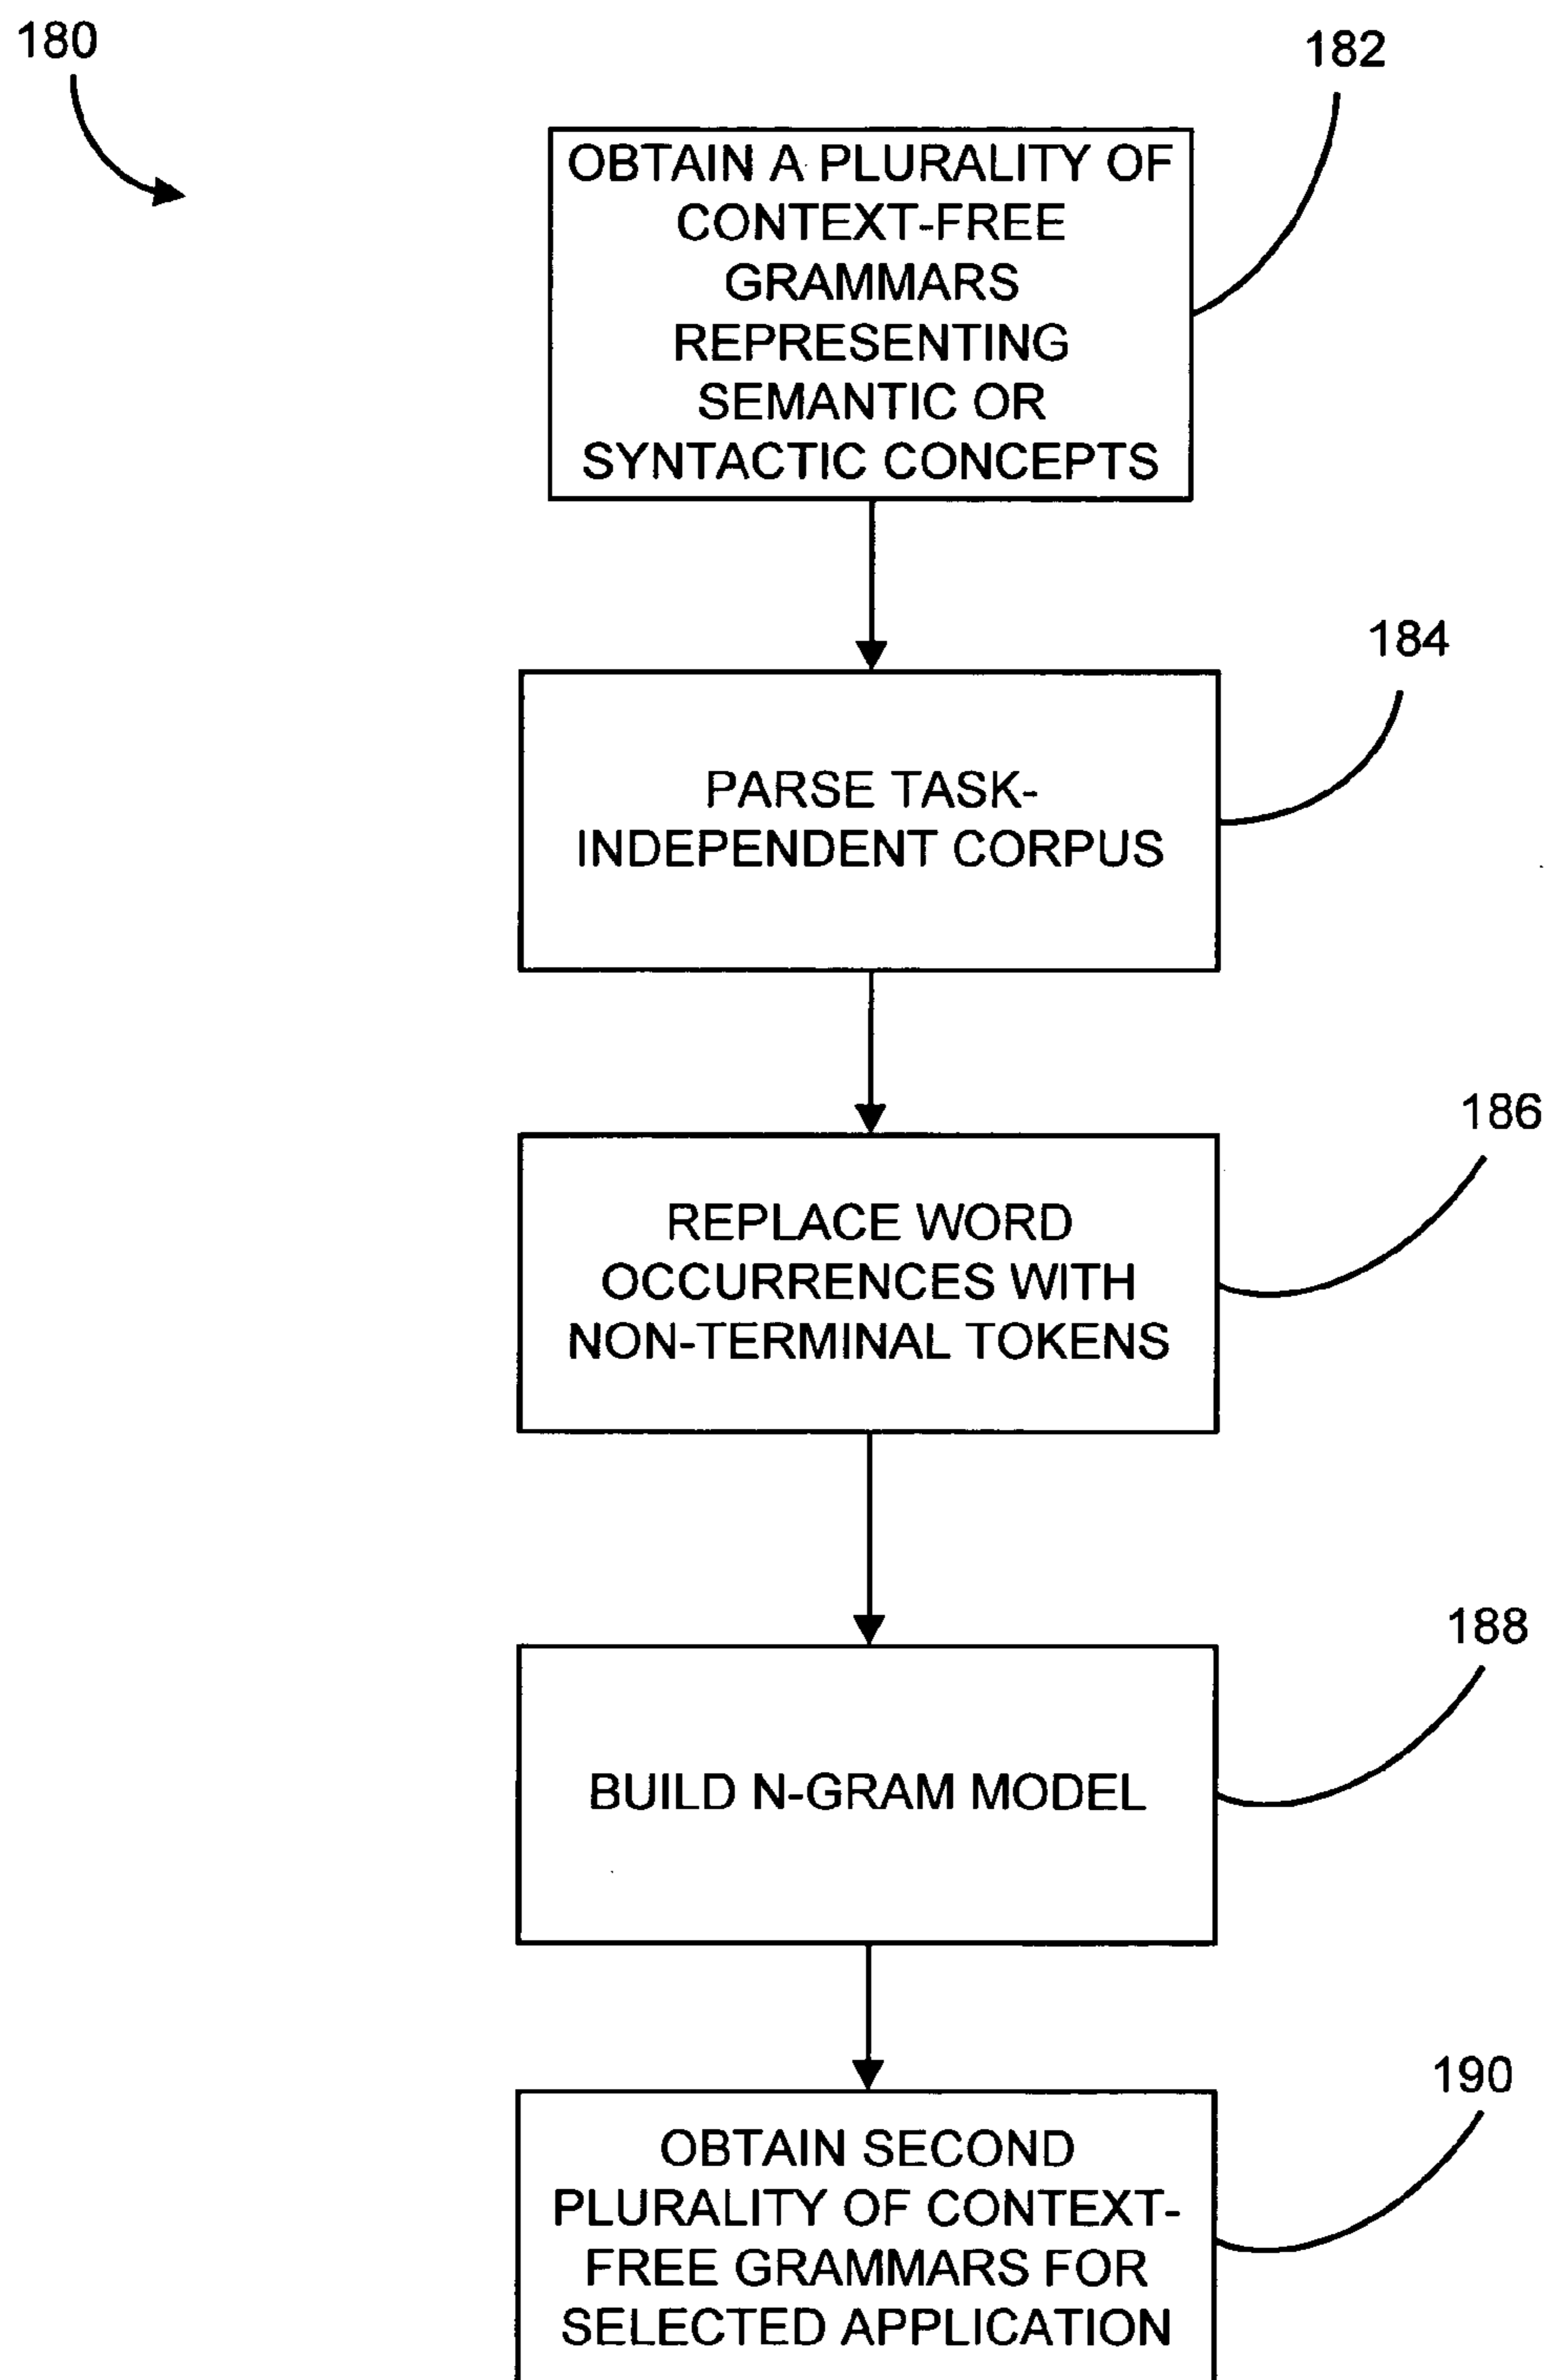 180
182
OBTAIN A PLURALITY OF
CONTEXT-FREE
GRAMMARS
REPRESENTING
SEMANTIC OR
SYNTACTIC CONCEPTS
184
PARSE TASK-
INDEPENDENT CORPUS
186
REPLACE WORD
OCCURRENCES WITH
NON-TERMINAL TOKENS
188
BUILD N-GRAM MODEL
190
OBTAIN SECOND
PLURALITY OF CONTEXT-
FREE GRAMMARS FOR
SELECTED APPLICATION